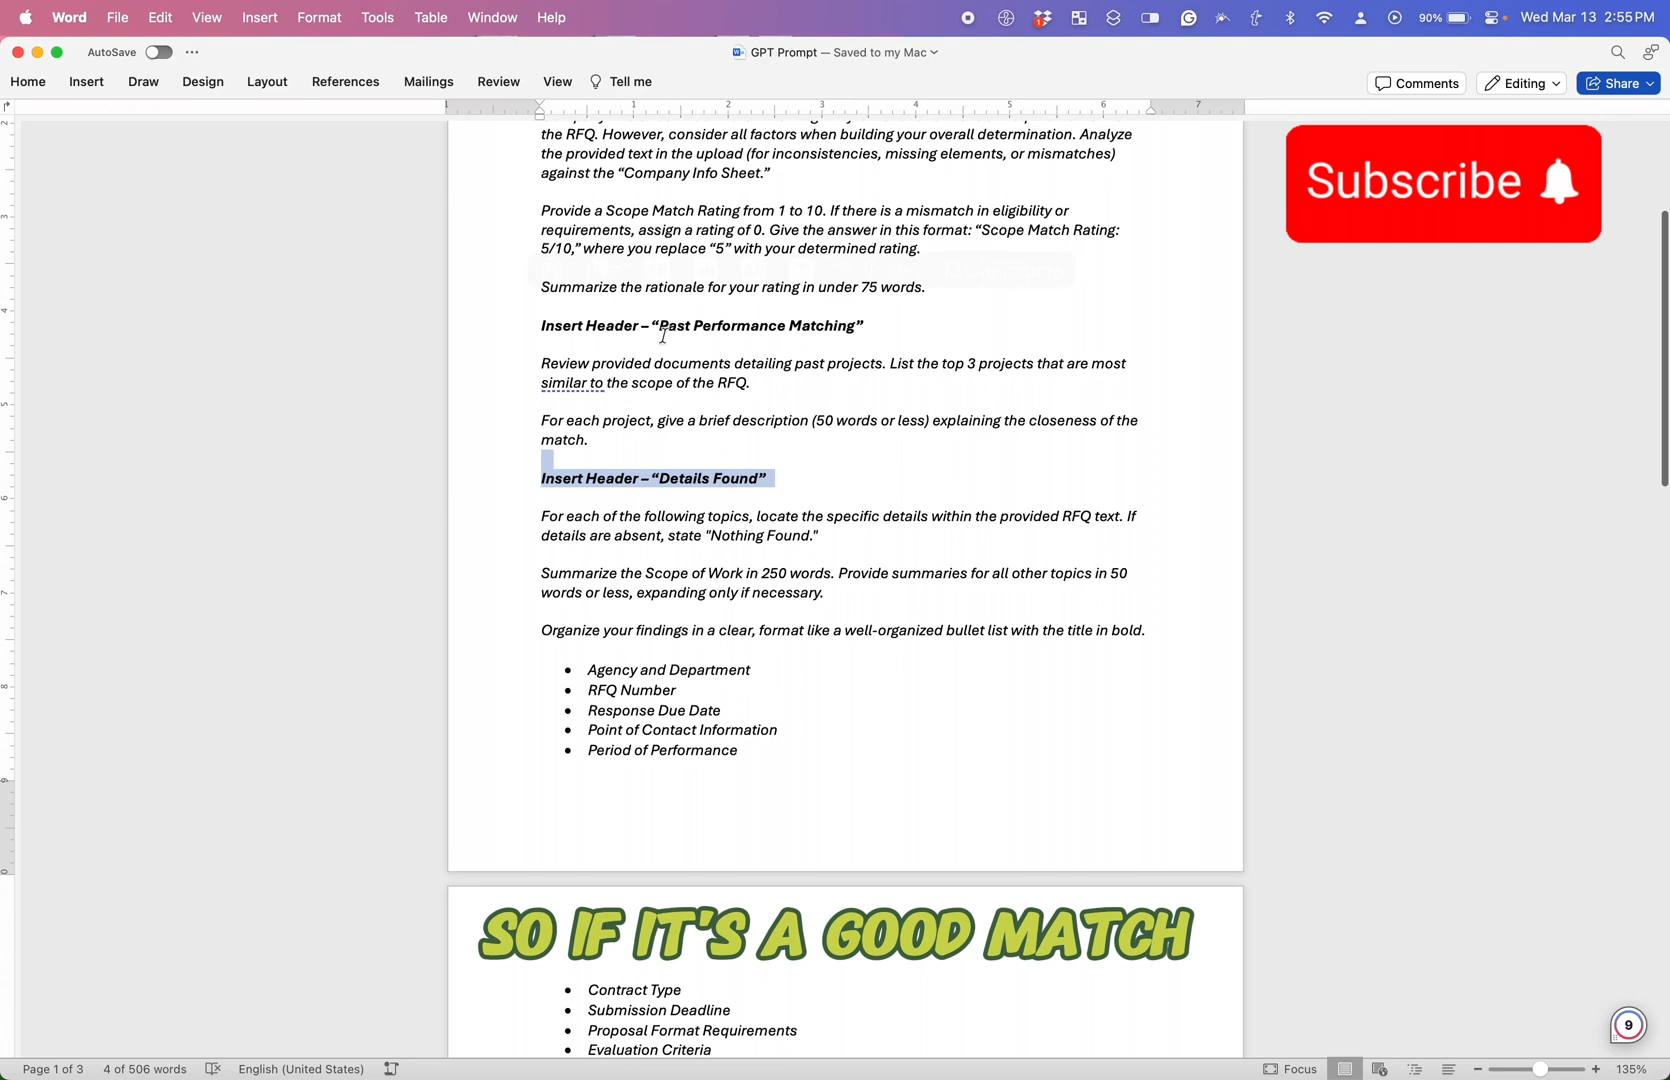 Word File Edit View Insert Format Tools Table Window Help
1
90% Wed Mar 13 2:55 PM
AutoSave
GPT Prompt — Saved to my Mac
Home Insert Draw Design Layout References Mailings Review View Tell me
Comments Editing Share
1 1 2 3 4 5 6 7
the RFQ. However, consider all factors when building your overall determination. Analyze
the provided text in the upload (for inconsistencies, missing elements, or mismatches)
against the “Company Info Sheet.”
Subscribe
Provide a Scope Match Rating from 1 to 10. If there is a mismatch in eligibility or
requirements, assign a rating of 0. Give the answer in this format: “Scope Match Rating:
5/10,” where you replace “5” with your determined rating.
Summarize the rationale for your rating in under 75 words.
Insert Header – “Past Performance Matching”
Review provided documents detailing past projects. List the top 3 projects that are most
similar to the scope of the RFQ.
For each project, give a brief description (50 words or less) explaining the closeness of the
match.
Insert Header – “Details Found”
For each of the following topics, locate the specific details within the provided RFQ text. If
details are absent, state "Nothing Found."
Summarize the Scope of Work in 250 words. Provide summaries for all other topics in 50
words or less, expanding only if necessary.
Organize your findings in a clear, format like a well-organized bullet list with the title in bold.
• Agency and Department
• RFQ Number
• Response Due Date
• Point of Contact Information
• Period of Performance
SO IF IT'S A GOOD MATCH
• Contract Type
• Submission Deadline
• Proposal Format Requirements
• Evaluation Criteria
9
Page 1 of 3 4 of 506 words English (United States) Focus 135%